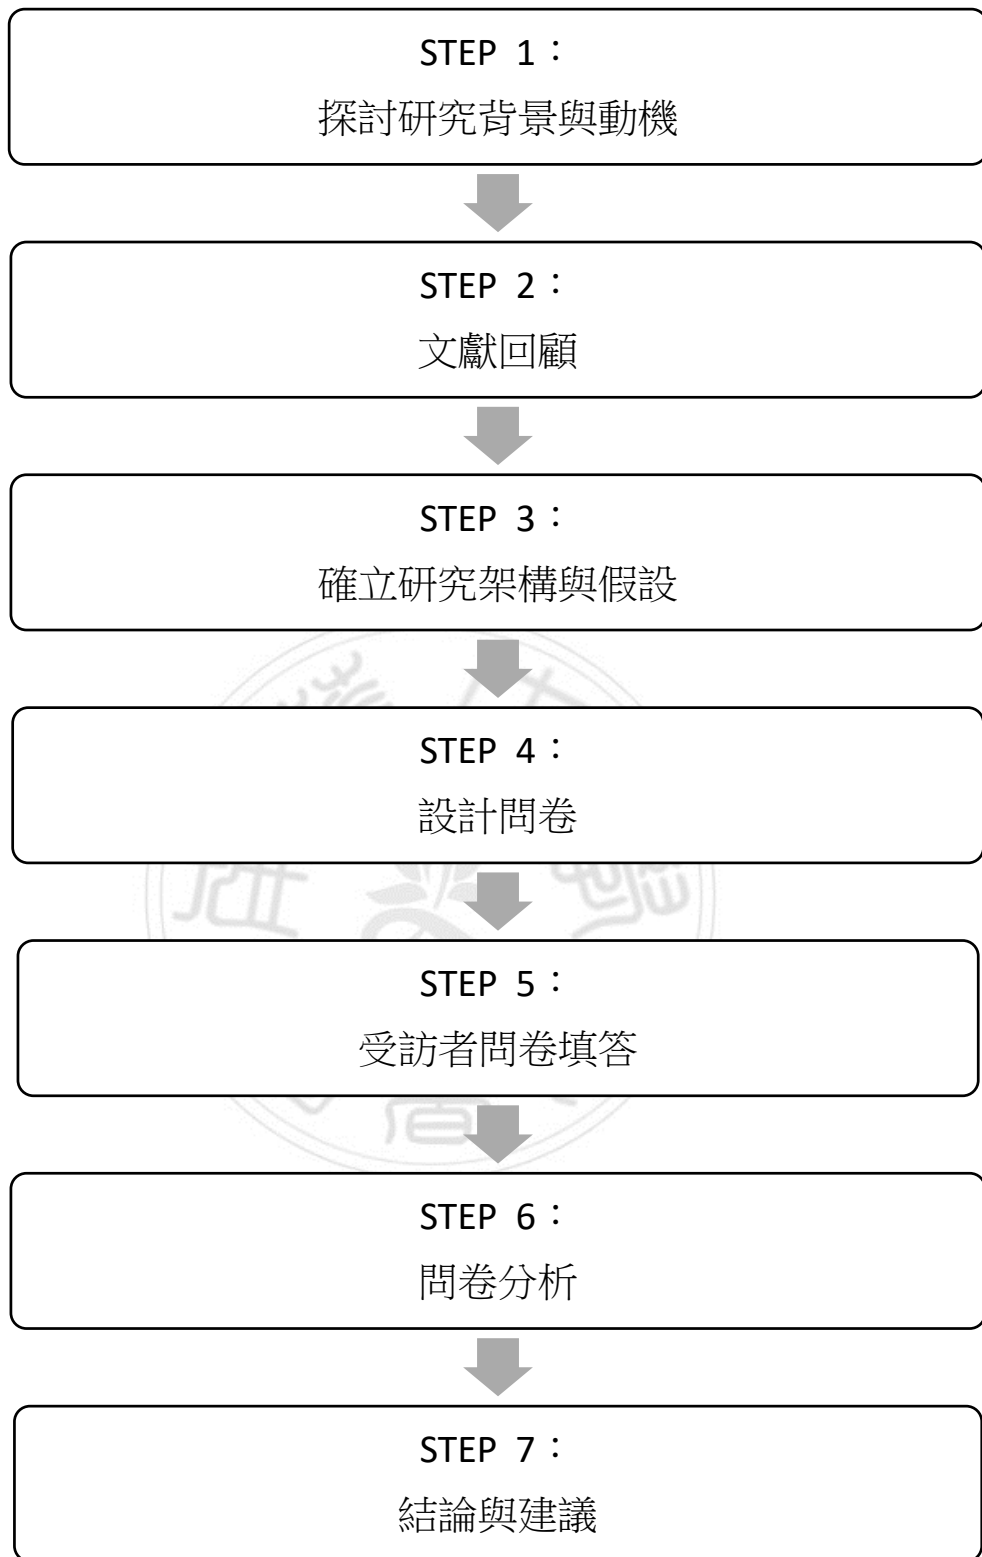 STEP 1：
探討研究背景與動機
STEP 2：
文獻回顧
STEP 3：
確立研究架構與假設
STEP 4：
設計問卷
STEP 5：
受訪者問卷填答
STEP 6：
問卷分析
STEP 7：
結論與建議